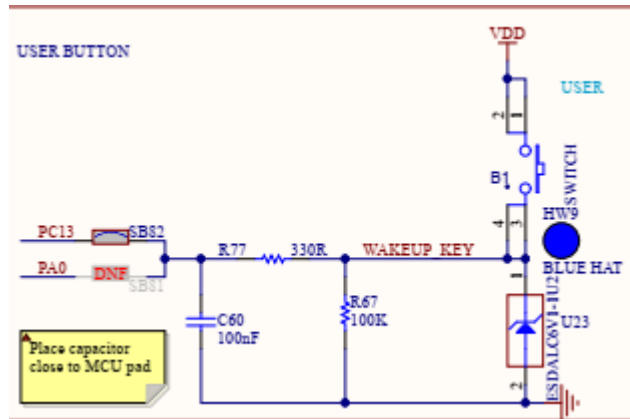 VDD
USER BUTTON
USER
2
1
B1
SWITCH
HW9
PC13
SB82
4
3
R77
330R
WAKEUP_KEY
BLUE HAT
PA0
DNF
SB81
1
R67
100K
C60
100nF
U23
ESDALC6V1-1U2
Place capacitor
close to MCU pad
2